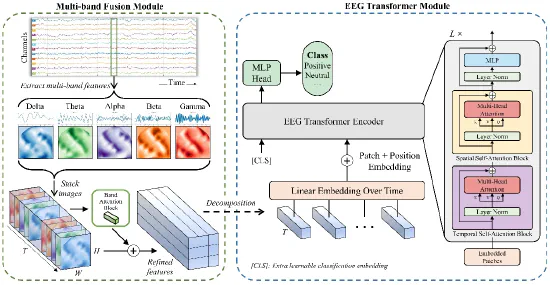 Multi-band Fusion Module
Channels
Time
Extract multi-band features
Delta
Theta
Alpha
Beta
Gamma
Stack
images
Band
Attention
Block
T
W
H
Refined
features
Decomposition
EEG Transformer Module
MLP
Head
Class
Positive
Neutral
...
EEG Transformer Encoder
[CLS]
Patch + Position
Embedding
Linear Embedding Over Time
T
[CLS]: Extra learnable classification embedding
L ×
MLP
Layer Norm
Multi-Head
Attention
Layer Norm
Spatial Self-Attention Block
Multi-Head
Attention
Layer Norm
Temporal Self-Attention Block
Embedded
Patches